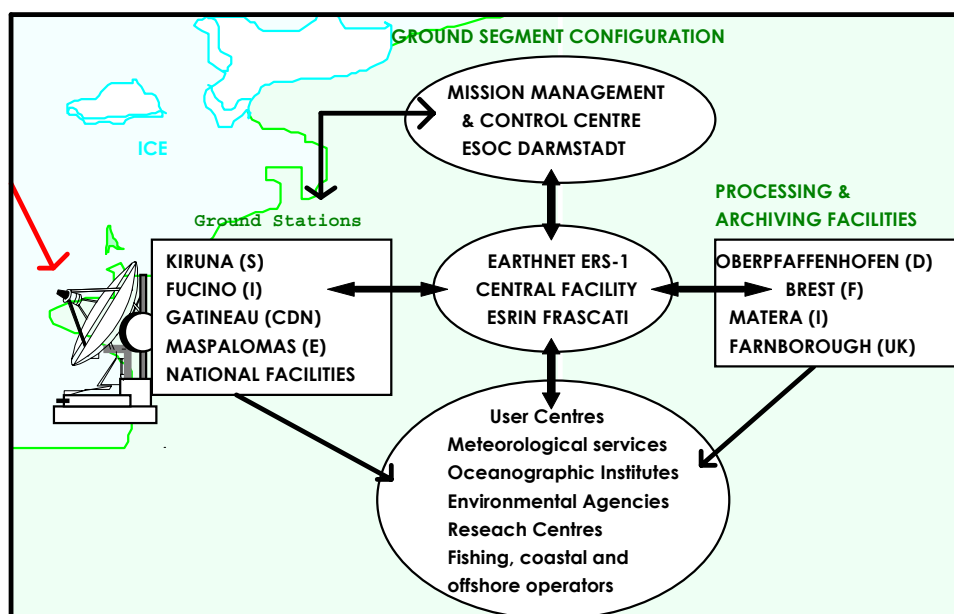 GROUND SEGMENT CONFIGURATION
MISSION MANAGEMENT
& CONTROL CENTRE
ESOC DARMSTADT
ICE
PROCESSING &
ARCHIVING FACILITIES
Ground Stations
KIRUNA (S)
FUCINO (I)
GATINEAU (CDN)
MASPALOMAS (E)
NATIONAL FACILITIES
EARTHNET ERS-1
CENTRAL FACILITY
ESRIN FRASCATI
OBERPFAFFENHOFEN (D)
BREST (F)
MATERA (I)
FARNBOROUGH (UK)
User Centres
Meteorological services
Oceanographic Institutes
Environmental Agencies
Reseach Centres
Fishing, coastal and
offshore operators